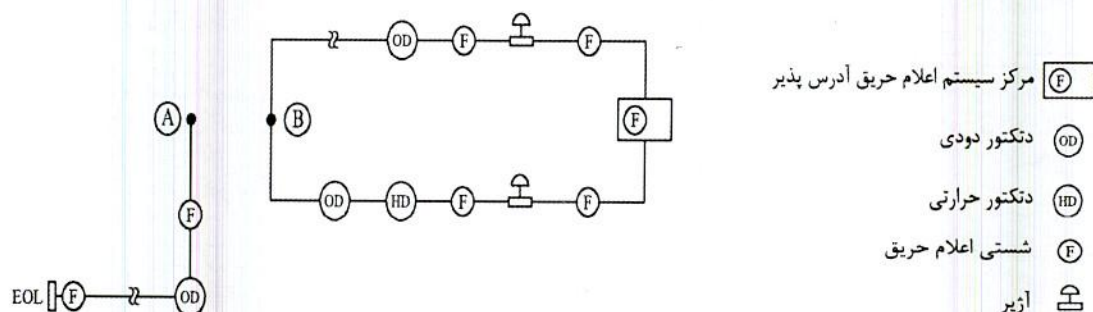 OD F F
F مرکز سیستم اعلام حریق آدرس پذیر
A B F
OD دتکتور دودی
OD HD F F
HD دتکتور حرارتی
F
F شستی اعلام حریق
EOL F OD
آژیر